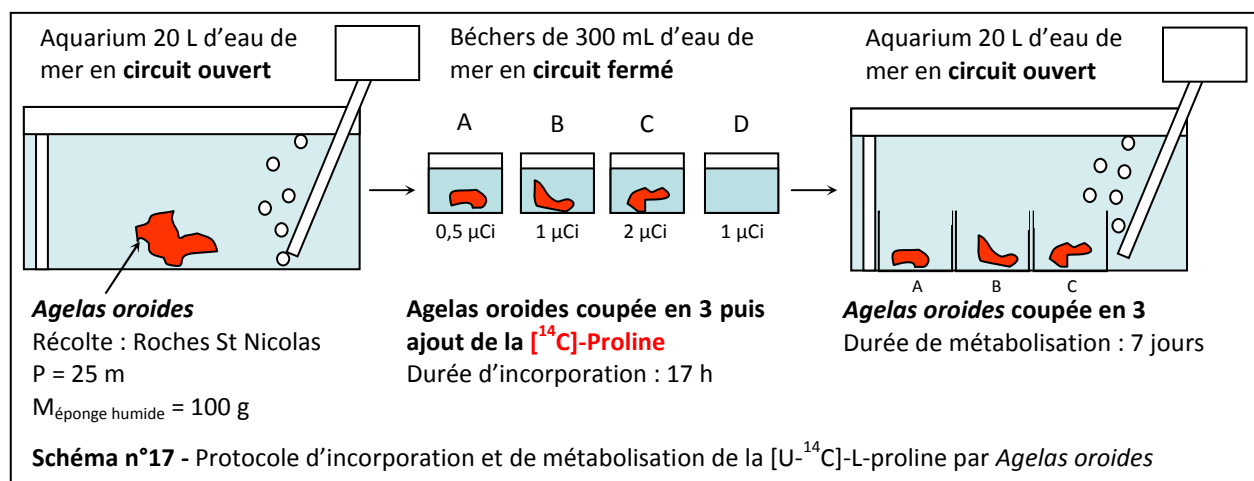 Aquarium 20 L d’eau de
mer en circuit ouvert
Béchers de 300 mL d’eau de
mer en circuit fermé
Aquarium 20 L d’eau de
mer en circuit ouvert
A B C D
0,5 µCi 1 µCi 2 µCi 1 µCi
A B C
Agelas oroides
Récolte : Roches St Nicolas
P = 25 m
Méponge humide = 100 g
Agelas oroides coupée en 3 puis
ajout de la [14C]-Proline
Durée d’incorporation : 17 h
Agelas oroides coupée en 3
Durée de métabolisation : 7 jours
Schéma n°17 - Protocole d’incorporation et de métabolisation de la [U-14C]-L-proline par Agelas oroides